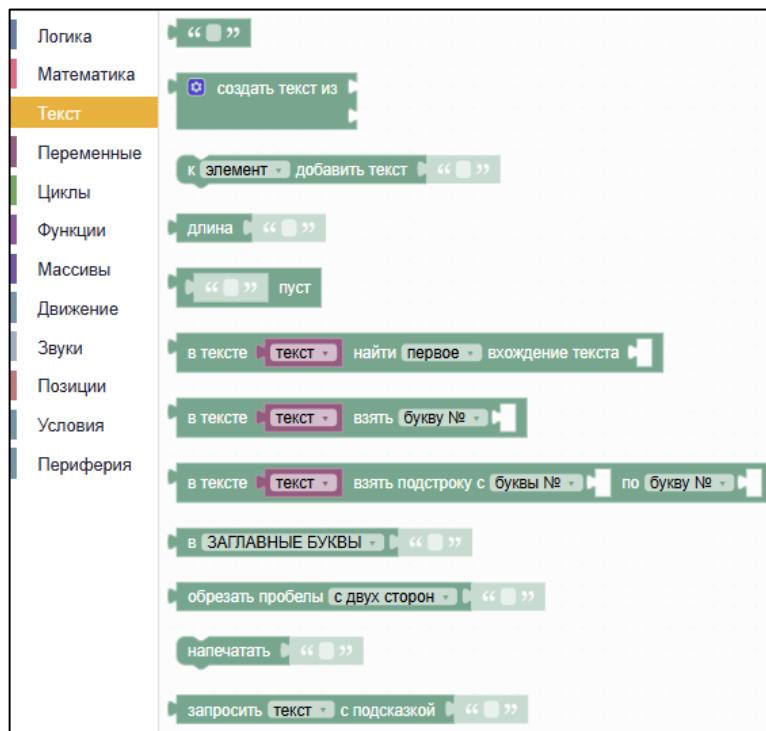 Логика
Математика
Текст
Переменные
Циклы
Функции
Массивы
Движение
Звуки
Позиции
Условия
Периферия
“ ”
создать текст из
к элемент добавить текст “ ”
длина “ ”
“ ” пуст
в тексте текст найти первое вхождение текста
в тексте текст взять букву №
в тексте текст взять подстроку с буквы № по букву №
в ЗАГЛАВНЫЕ БУКВЫ “ ”
обрезать пробелы с двух сторон “ ”
напечатать “ ”
запросить текст с подсказкой “ ”